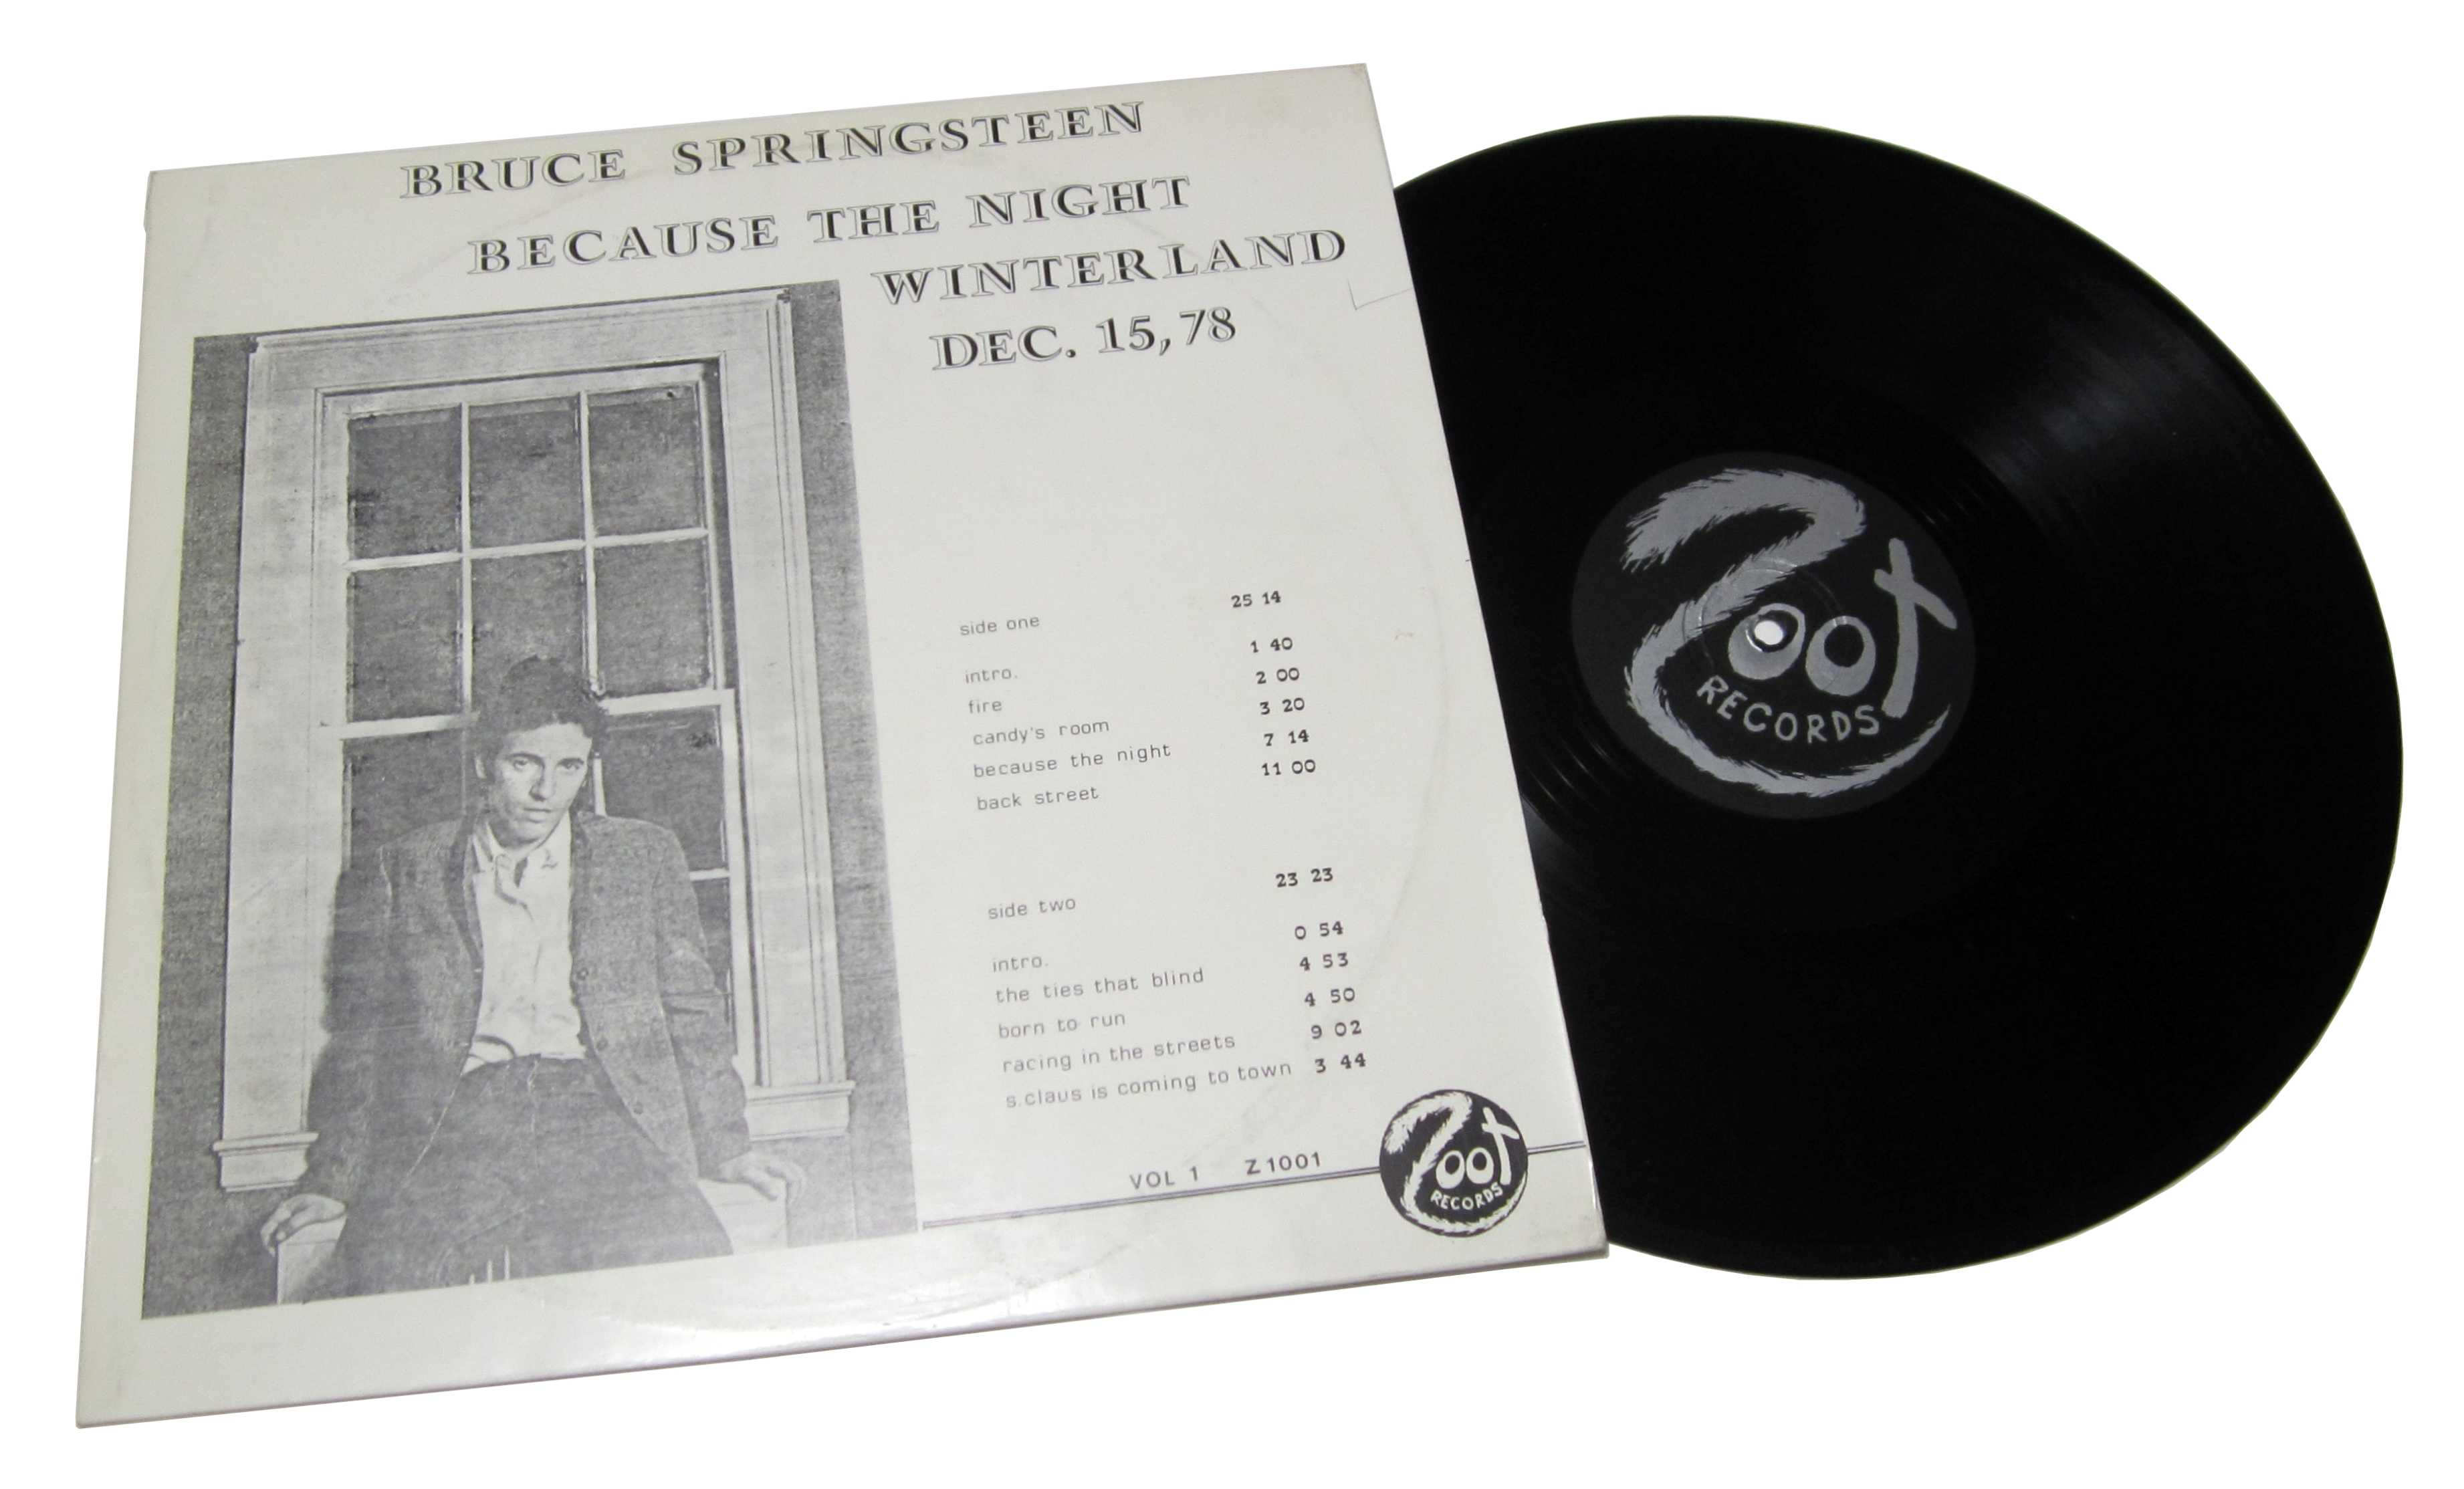 BRUCE SPRINGSTEEN
BECAUSE THE NIGHT
WINTERLAND
DEC. 15, 78
side one 25 14
intro. 1 40
fire 2 00
candy's room 3 20
because the night 7 14
back street 11 00
side two 23 23
intro. 0 54
the ties that blind 4 53
born to run 4 50
racing in the streets 9 02
s.claus is coming to town 3 44
VOL 1 Z1001
Zoot
RECORDS
Zoot
RECORDS